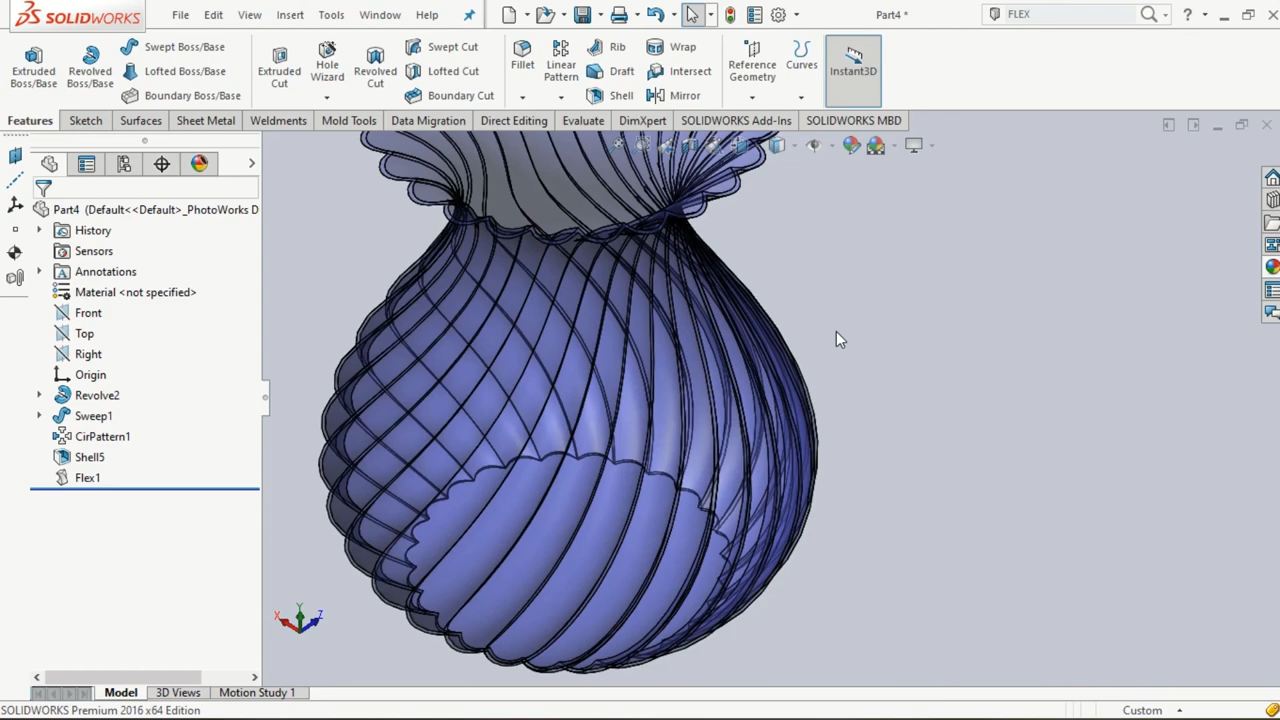 SOLIDWORKS File Edit View Insert Tools Window Help Part4 * FLEX ?
Extruded Boss/Base
Revolved Boss/Base
Swept Boss/Base
Lofted Boss/Base
Boundary Boss/Base
Extruded Cut
Hole Wizard
Revolved Cut
Swept Cut
Lofted Cut
Boundary Cut
Fillet
Linear Pattern
Rib
Draft
Shell
Wrap
Intersect
Mirror
Reference Geometry
Curves
Instant3D
Features Sketch Surfaces Sheet Metal Weldments Mold Tools Data Migration Direct Editing Evaluate DimXpert SOLIDWORKS Add-Ins SOLIDWORKS MBD
Part4 (Default<<Default>_PhotoWorks D
History
Sensors
Annotations
Material <not specified>
Front
Top
Right
Origin
Revolve2
Sweep1
CirPattern1
Shell5
Flex1
Y
X
Z
Model 3D Views Motion Study 1
SOLIDWORKS Premium 2016 x64 Edition Custom